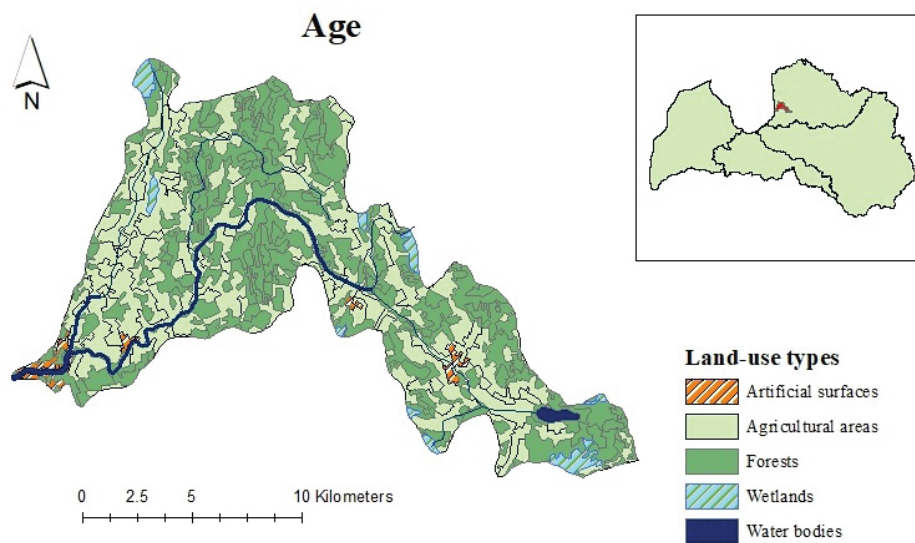 Age
N
Land-use types
Artificial surfaces
Agricultural areas
Forests
Wetlands
Water bodies
0 2.5 5 10 Kilometers